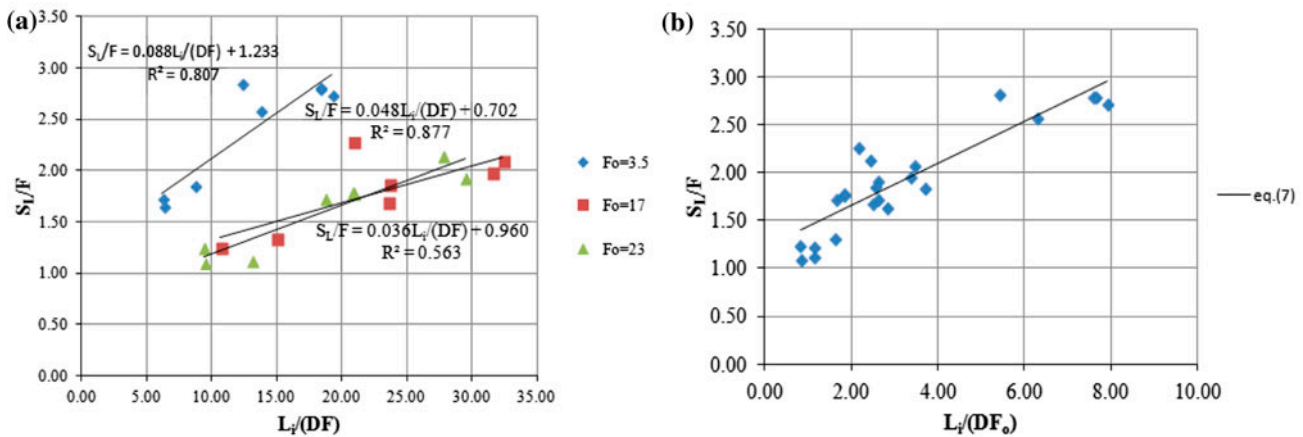 (a)
3.50
3.00
2.50
2.00
1.50
1.00
0.50
0.00
S_L/F
S_L/F = 0.088L_i/(DF) + 1.233
R² = 0.807
S_L/F = 0.048L_i/(DF) + 0.702
R² = 0.877
S_L/F = 0.036L_i/(DF) + 0.960
R² = 0.563
0.00 5.00 10.00 15.00 20.00 25.00 30.00 35.00
L_i/(DF)
Fo=3.5
Fo=17
Fo=23
(b)
3.50
3.00
2.50
2.00
1.50
1.00
0.50
0.00
S_L/F
0.00 2.00 4.00 6.00 8.00 10.00
L_i/(DF_o)
eq.(7)